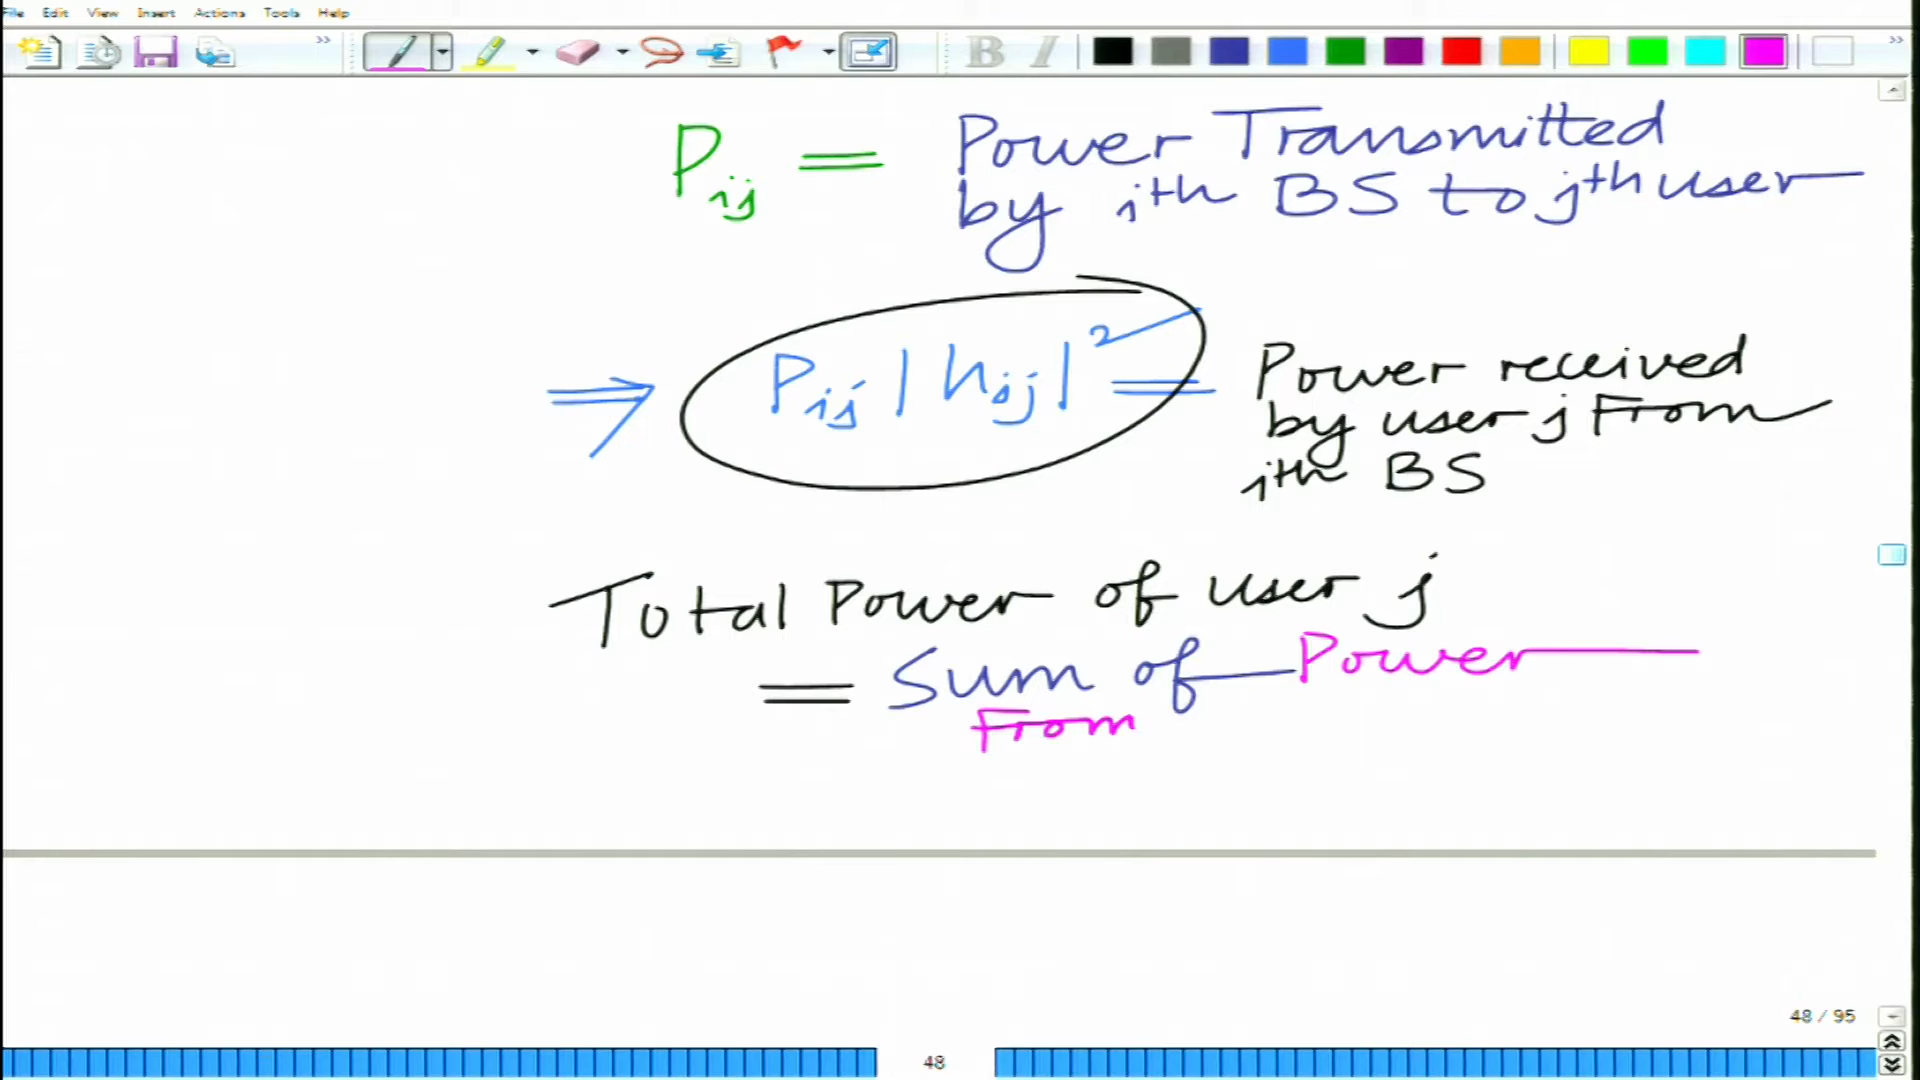 File Edit View Insert Actions Tools Help
B I
P_ij = Power Transmitted
by ith BS to jth user
⇒ P_ij |h_ij|² = Power received
by user j From
ith BS
Total Power of user j
= Sum of Power
From
48 / 95
48